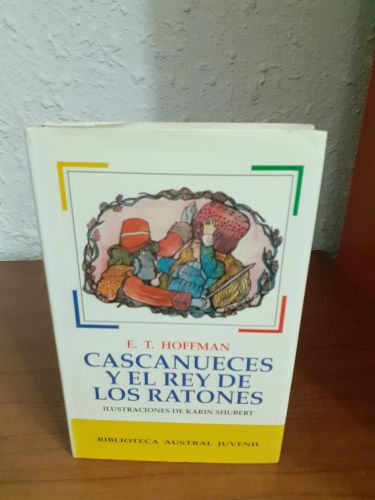 E. T. HOFFMAN
CASCANUECES
Y EL REY DE
LOS RATONES
ILUSTRACIONES DE KARIN SHUBERT
BIBLIOTECA AUSTRAL JUVENIL